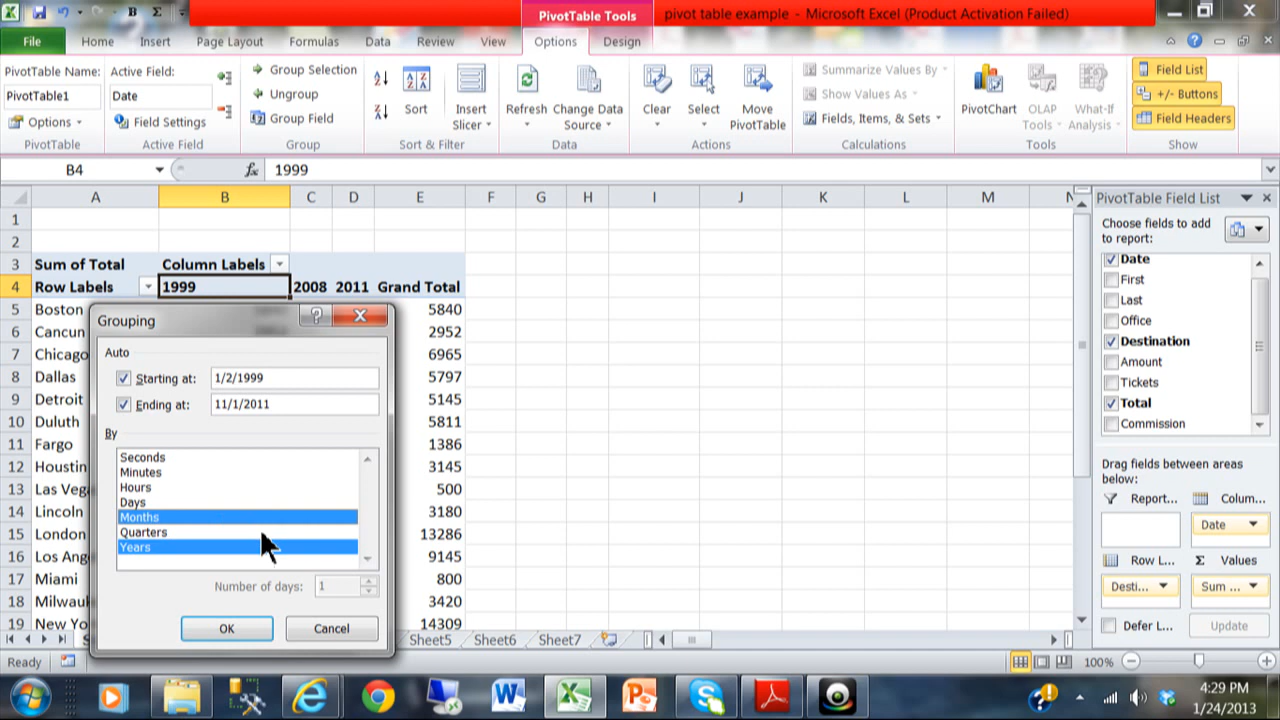 PivotTable Tools
pivot table example - Microsoft Excel (Product Activation Failed)
File Home Insert Page Layout Formulas Data Review View Options Design
PivotTable Name:
PivotTable1
Options
PivotTable
Active Field:
Date
Field Settings
Active Field
Group Selection
Ungroup
Group Field
Group
Sort
Insert
Slicer
Sort & Filter
Refresh
Change Data
Source
Data
Clear
Select
Move
PivotTable
Actions
Summarize Values By
Show Values As
Fields, Items, & Sets
Calculations
PivotChart
OLAP
Tools
What-If
Analysis
Tools
Field List
+/- Buttons
Field Headers
Show
B4 fx 1999
A B C D E F G H I J K L M N
1
2
3 Sum of Total Column Labels
4 Row Labels 1999 2008 2011 Grand Total
5 Boston 5840
6 Cancun 2952
7 Chicago 6965
8 Dallas 5797
9 Detroit 5145
10 Duluth 5811
11 Fargo 1386
12 Houstin 3145
13 Las Vega 500
14 Lincoln 3180
15 London 13286
16 Los Ang 9145
17 Miami 800
18 Milwau 3420
19 New Yo 14309
Grouping
Auto
Starting at: 1/2/1999
Ending at: 11/1/2011
By
Seconds
Minutes
Hours
Days
Months
Quarters
Years
Number of days: 1
OK Cancel
PivotTable Field List
Choose fields to add
to report:
Date
First
Last
Office
Destination
Amount
Tickets
Total
Commission
Drag fields between areas
below:
Report... Colum...
Date
Row L... Σ Values
Desti... Sum ...
Defer L... Update
Sheet5 Sheet6 Sheet7
Ready 100%
4:29 PM
1/24/2013